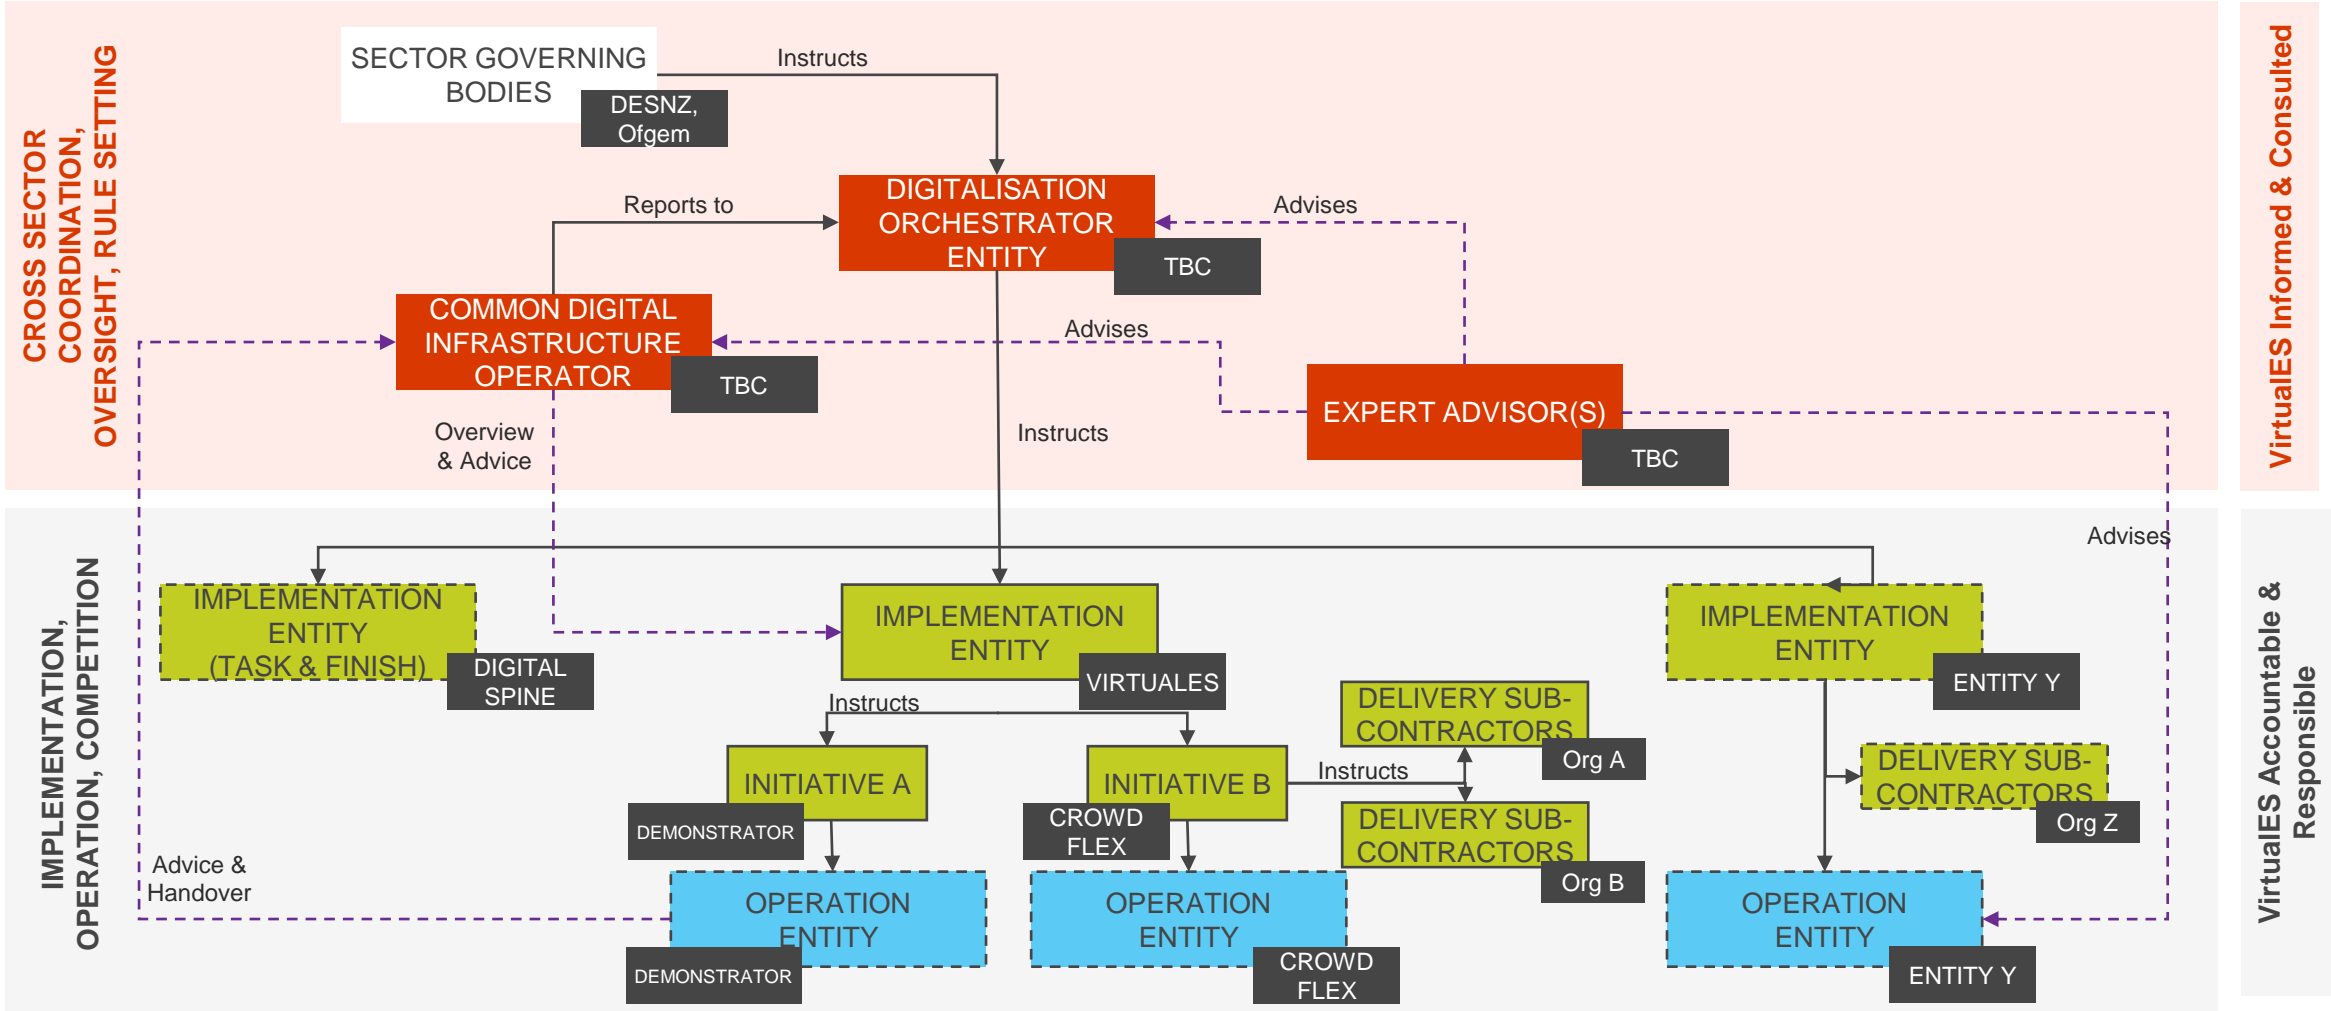 CROSS SECTOR
COORDINATION,
OVERSIGHT, RULE SETTING
SECTOR GOVERNING
BODIES
DESNZ,
Ofgem
Instructs
DIGITALISATION
ORCHESTRATOR
ENTITY
TBC
Reports to
Advises
COMMON DIGITAL
INFRASTRUCTURE
OPERATOR
TBC
Advises
EXPERT ADVISOR(S)
TBC
Overview
& Advice
Instructs
VirtualES Informed & Consulted
IMPLEMENTATION,
OPERATION, COMPETITION
Advises
IMPLEMENTATION
ENTITY
(TASK & FINISH)
DIGITAL
SPINE
IMPLEMENTATION
ENTITY
VIRTUALES
IMPLEMENTATION
ENTITY
ENTITY Y
Instructs
DELIVERY SUB-
CONTRACTORS
Org A
INITIATIVE A
DEMONSTRATOR
INITIATIVE B
CROWD
FLEX
Instructs
DELIVERY SUB-
CONTRACTORS
Org B
DELIVERY SUB-
CONTRACTORS
Org Z
Advice &
Handover
OPERATION
ENTITY
DEMONSTRATOR
OPERATION
ENTITY
CROWD
FLEX
OPERATION
ENTITY
ENTITY Y
VirtualES Accountable &
Responsible